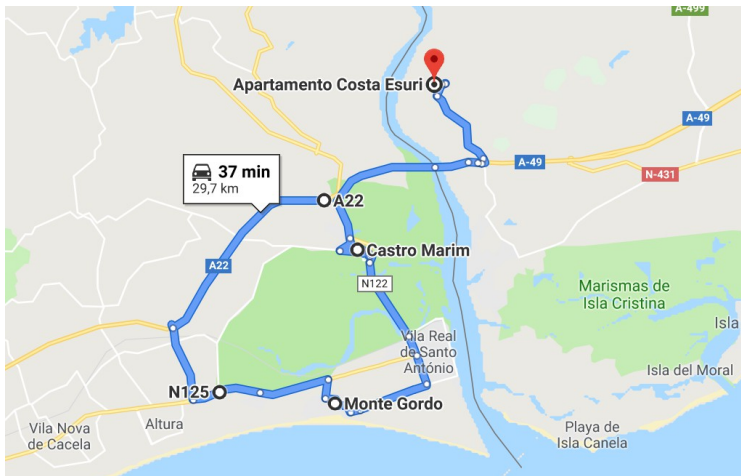 A-499
Apartamento Costa Esuri
A-49
A-49
N-431
37 min
29,7 km
A22
Castro Marim
A22
N122
Marismas de
Isla Cristina
Isla
Vila Real
de Santo
António
Isla del Moral
N125
Monte Gordo
Vila Nova
de Cacela
Altura
Playa de
Isla Canela